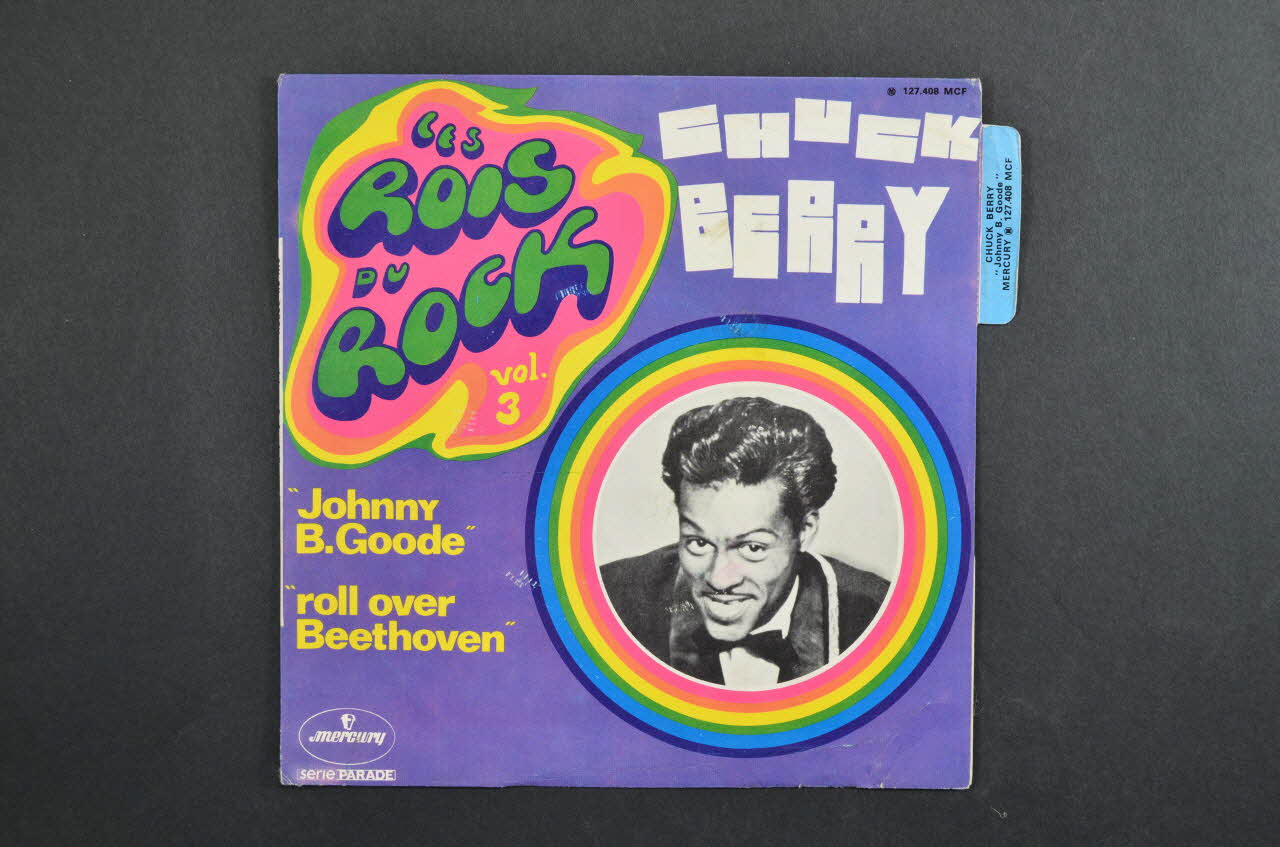 LES
ROIS
DU
ROCK
vol.
3
Ⓝ 127.408 MCF
CHUCK
BERRY
CHUCK BERRY
"Johnny B. Goode"
MERCURY Ⓝ 127.408 MCF
"Johnny
B.Goode"
"roll over
Beethoven"
mercury
serie PARADE